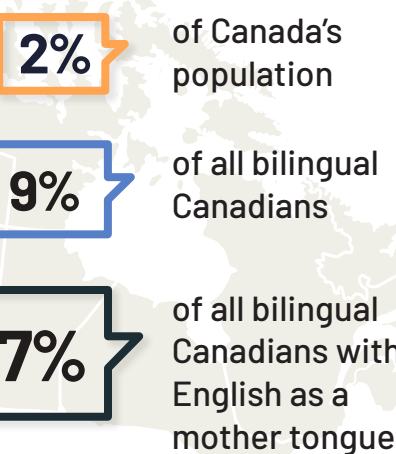 2%
of Canada's
population
9%
of all bilingual
Canadians
7%
of all bilingual
Canadians with
English as a
mother tongue